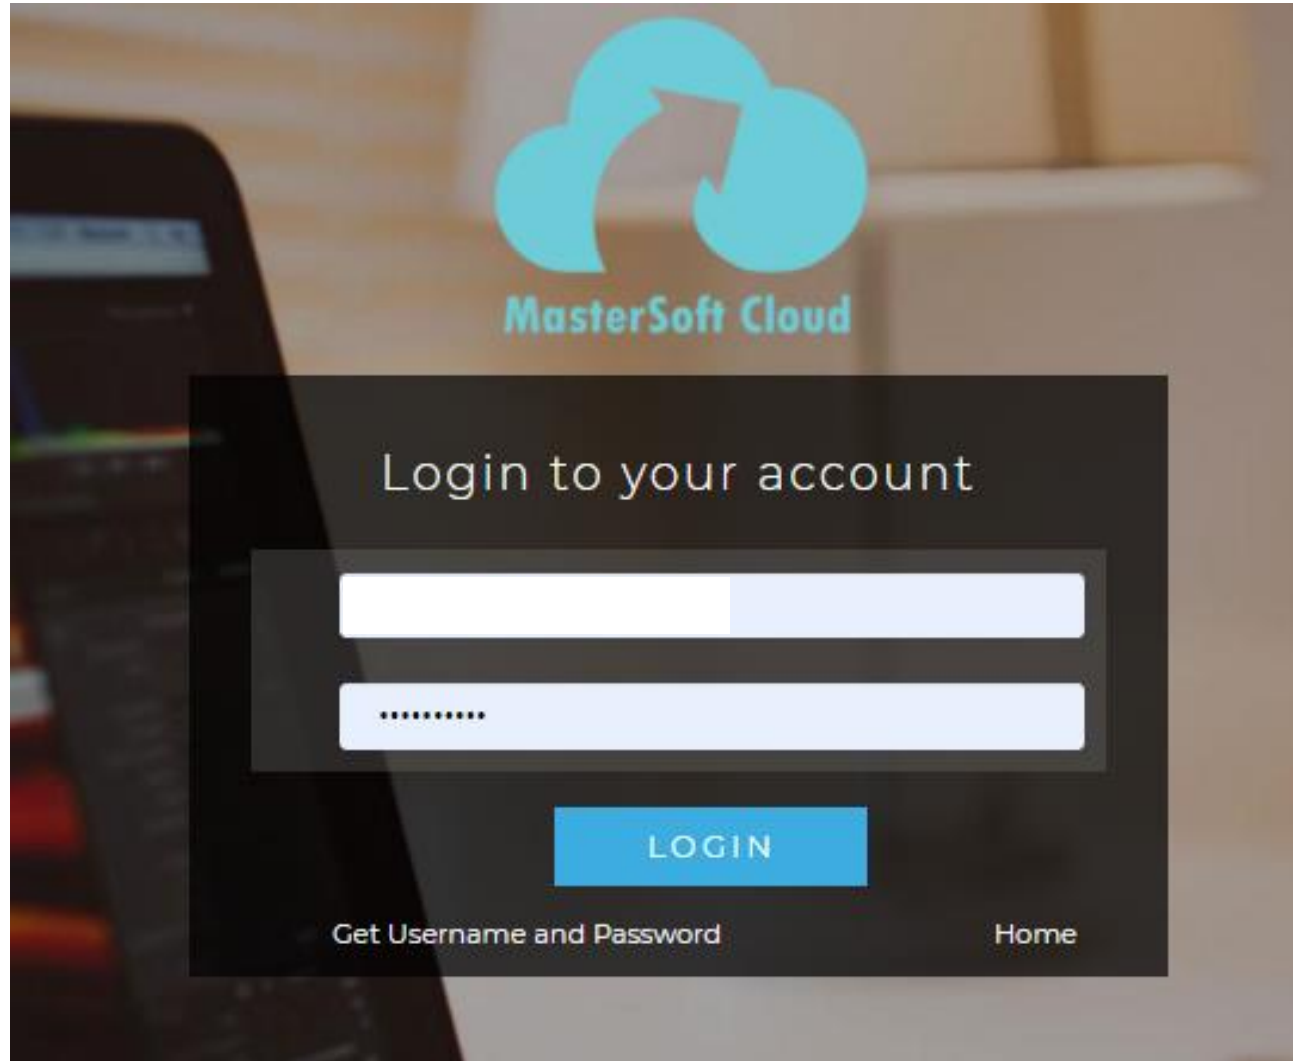 MasterSoft Cloud
Login to your account
••••••••••
LOGIN
Get Username and Password
Home